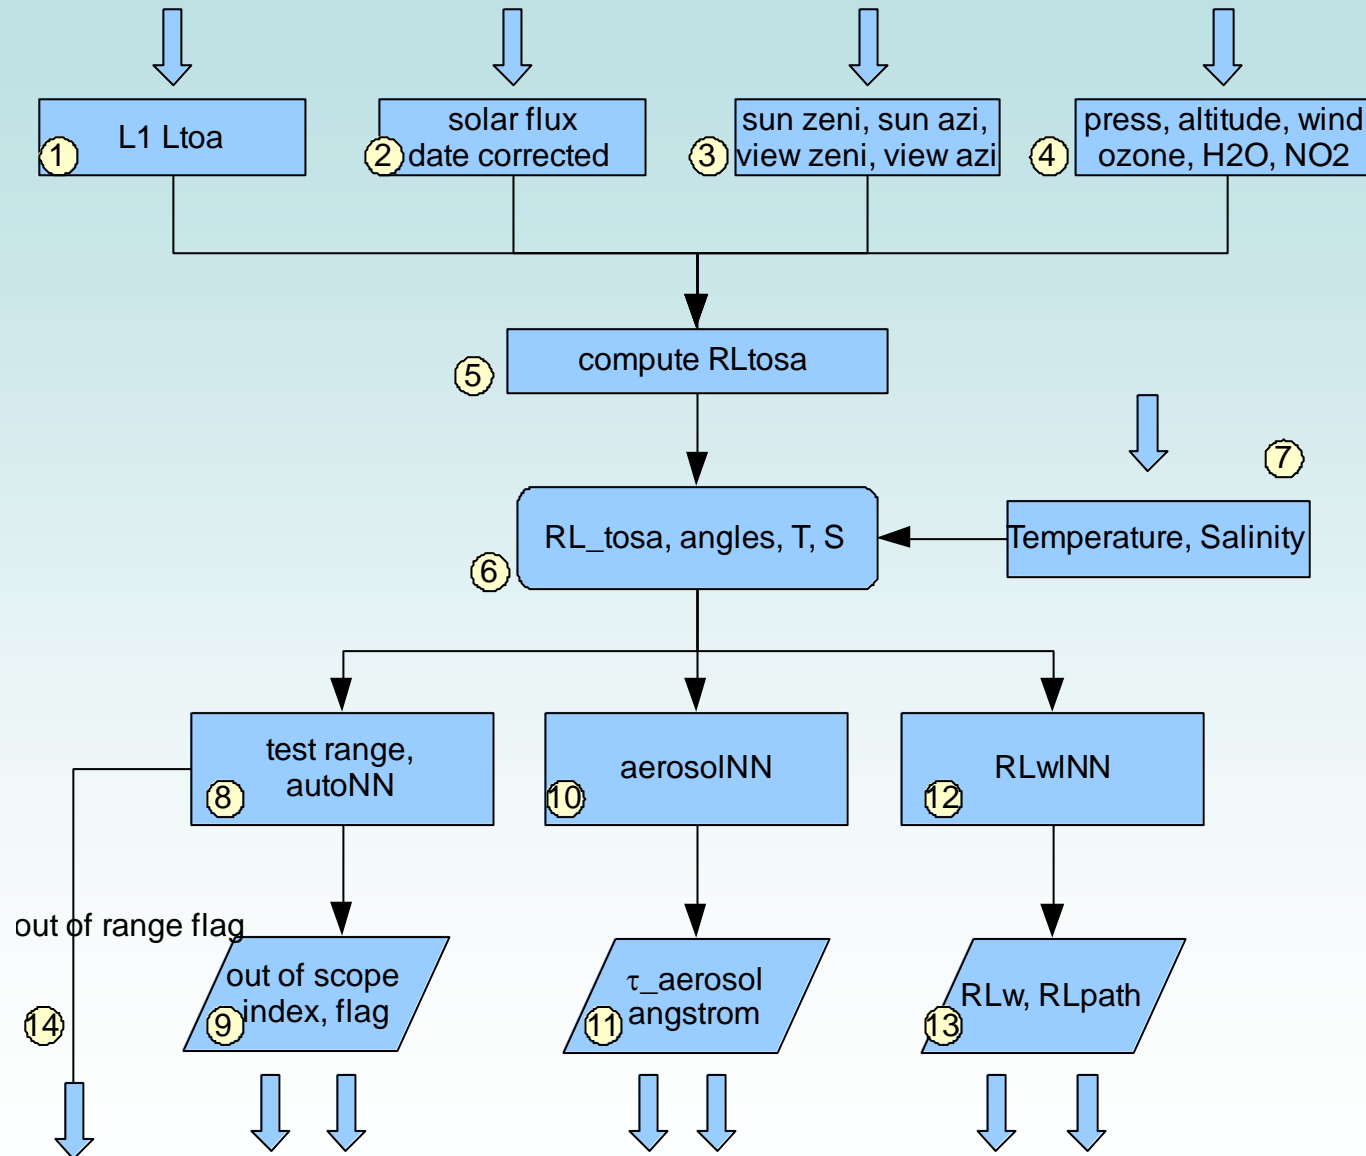 L1 Ltoa
1
solar flux
date corrected
2
sun zeni, sun azi,
view zeni, view azi
3
press, altitude, wind
ozone, H2O, NO2
4
compute RLtosa
5
7
RL_tosa, angles, T, S
6
Temperature, Salinity
test range,
autoNN
8
aerosolNN
10
RLwlNN
12
out of range flag
14
out of scope
index, flag
9
τ_aerosol
angstrom
11
RLw, RLpath
13